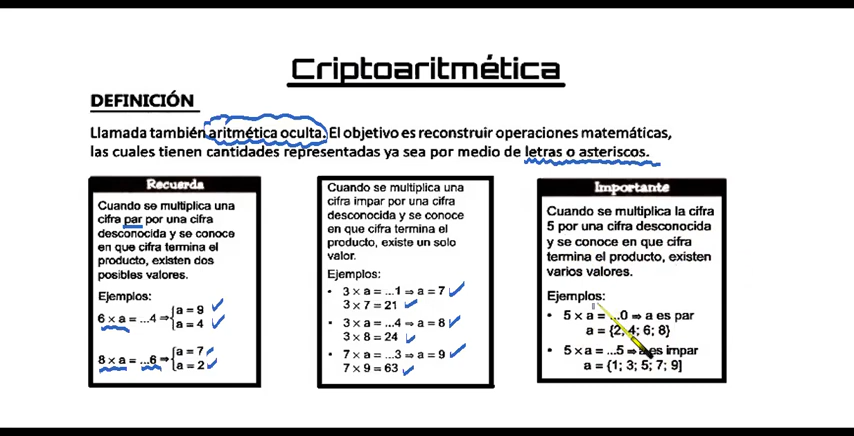 Criptoaritmética
DEFINICIÓN
Llamada también aritmética oculta. El objetivo es reconstruir operaciones matemáticas,
las cuales tienen cantidades representadas ya sea por medio de letras o asteriscos.
Recuerda
Cuando se multiplica una
cifra par por una cifra
desconocida y se conoce
en que cifra termina el
producto, existen dos
posibles valores.
Ejemplos:
6 x a = ...4 ⇒ { a = 9
a = 4
8 x a = ...6 ⇒ { a = 7
a = 2
Cuando se multiplica una
cifra impar por una cifra
desconocida y se conoce
en que cifra termina el
producto, existe un solo
valor.
Ejemplos:
• 3 × a = ...1 ⇒ a = 7
3 × 7 = 21
• 3 × a = ...4 ⇒ a = 8
3 × 8 = 24
• 7 × a = ...3 ⇒ a = 9
7 × 9 = 63
Importante
Cuando se multiplica la cifra
5 por una cifra desconocida
y se conoce en que cifra
termina el producto, existen
varios valores.
Ejemplos:
• 5 × a = ...0 ⇒ a es par
a = {2; 4; 6; 8}
• 5 × a = ...5 ⇒ a es impar
a = {1; 3; 5; 7; 9]